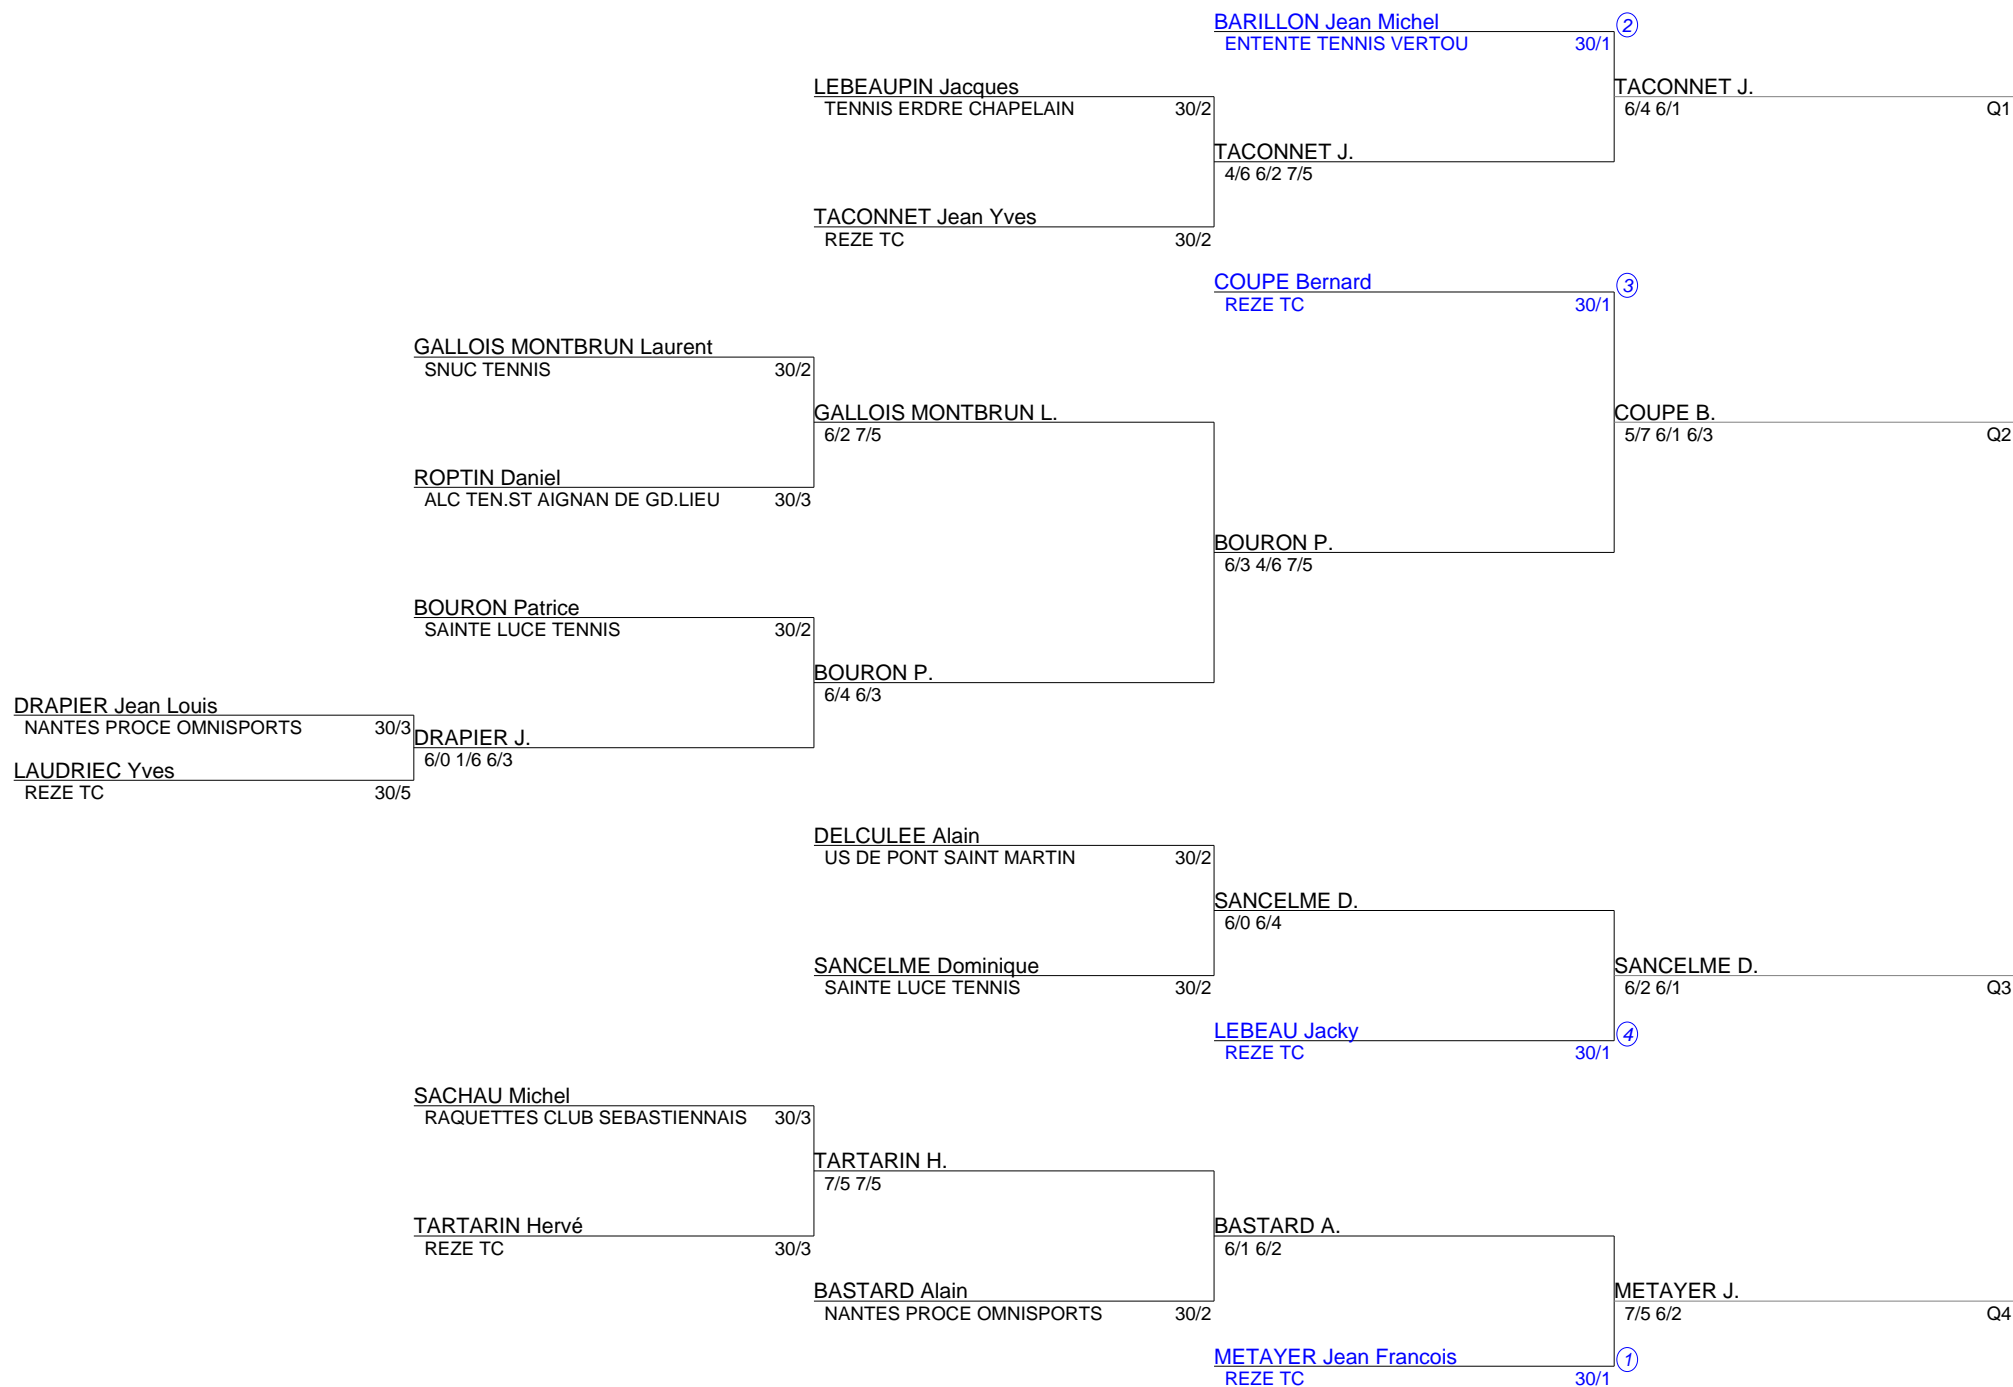 BARILLON Jean Michel 2
ENTENTE TENNIS VERTOU 30/1
LEBEAUPIN Jacques TACONNET J.
TENNIS ERDRE CHAPELAIN 30/2 6/4 6/1 Q1
TACONNET J.
4/6 6/2 7/5
TACONNET Jean Yves
REZE TC 30/2
COUPE Bernard 3
REZE TC 30/1
GALLOIS MONTBRUN Laurent
SNUC TENNIS 30/2
GALLOIS MONTBRUN L. COUPE B.
6/2 7/5 5/7 6/1 6/3 Q2
ROPTIN Daniel
ALC TEN.ST AIGNAN DE GD.LIEU 30/3
BOURON P.
6/3 4/6 7/5
BOURON Patrice
SAINTE LUCE TENNIS 30/2
BOURON P.
6/4 6/3
DRAPIER Jean Louis
NANTES PROCE OMNISPORTS 30/3
DRAPIER J.
6/0 1/6 6/3
LAUDRIEC Yves
REZE TC 30/5
DELCULEE Alain
US DE PONT SAINT MARTIN 30/2
SANCELME D.
6/0 6/4
SANCELME Dominique SANCELME D.
SAINTE LUCE TENNIS 30/2 6/2 6/1 Q3
LEBEAU Jacky 4
REZE TC 30/1
SACHAU Michel
RAQUETTES CLUB SEBASTIENNAIS 30/3
TARTARIN H.
7/5 7/5
TARTARIN Hervé BASTARD A.
REZE TC 30/3 6/1 6/2
BASTARD Alain METAYER J.
NANTES PROCE OMNISPORTS 30/2 7/5 6/2 Q4
METAYER Jean Francois 1
REZE TC 30/1